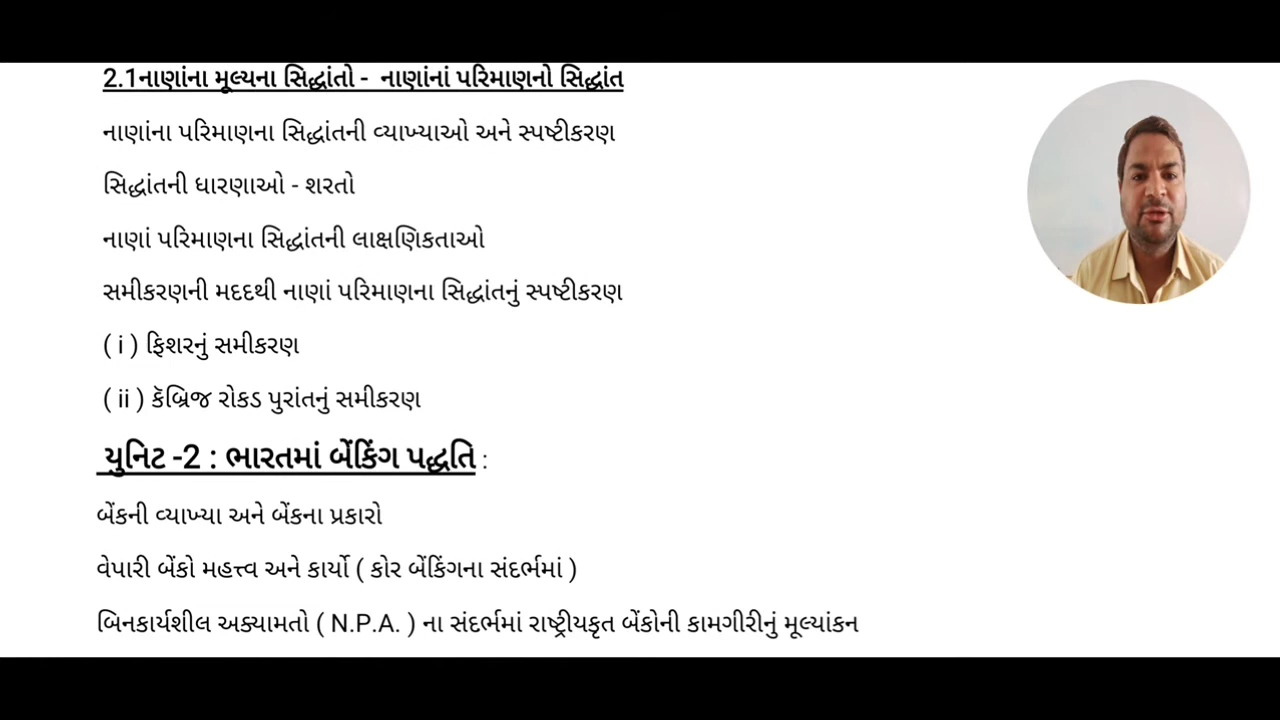 2.1નાણાંના મૂલ્યના સિદ્ધાંતો - નાણાંનાં પરિમાણનો સિદ્ધાંત
નાણાંના પરિમાણના સિદ્ધાંતની વ્યાખ્યાઓ અને સ્પષ્ટીકરણ
સિદ્ધાંતની ધારણાઓ - શરતો
નાણાં પરિમાણના સિદ્ધાંતની લાક્ષણિકતાઓ
સમીકરણની મદદથી નાણાં પરિમાણના સિદ્ધાંતનું સ્પષ્ટીકરણ
( i ) ફિશરનું સમીકરણ
( ii ) કૅબ્રિજ રોકડ પુરાંતનું સમીકરણ
યુનિટ -2 : ભારતમાં બેંકિંગ પદ્ધતિ :
બેંકની વ્યાખ્યા અને બેંકના પ્રકારો
વેપારી બેંકો મહત્ત્વ અને કાર્યો ( કોર બેંકિંગના સંદર્ભમાં )
બિનકાર્યશીલ અક્યામતો ( N.P.A. ) ના સંદર્ભમાં રાષ્ટ્રીયકૃત બેંકોની કામગીરીનું મૂલ્યાંકન